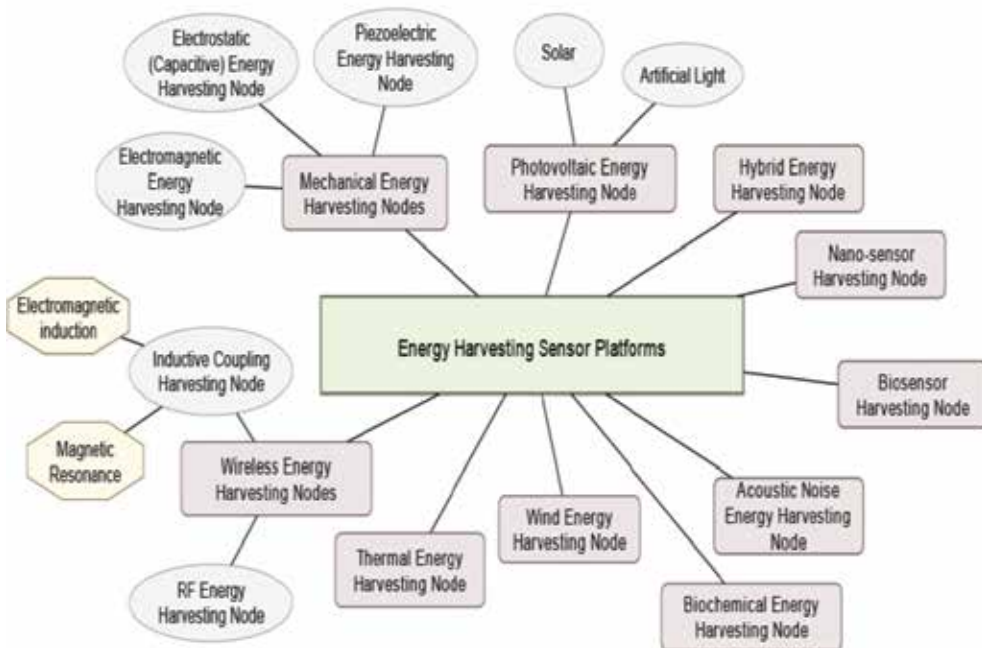 Electrostatic
(Capacitive) Energy
Harvesting Node
Piezoelectric
Energy Harvesting
Node
Solar
Artificial Light
Electromagnetic
Energy
Harvesting Node
Mechanical Energy
Harvesting Nodes
Photovoltaic Energy
Harvesting Node
Hybrid Energy
Harvesting Node
Nano-sensor
Harvesting Node
Electromagnetic
induction
Inductive Coupling
Harvesting Node
Energy Harvesting Sensor Platforms
Biosensor
Harvesting Node
Magnetic
Resonance
Wireless Energy
Harvesting Nodes
Acoustic Noise
Energy Harvesting
Node
Wind Energy
Harvesting Node
Thermal Energy
Harvesting Node
RF Energy
Harvesting Node
Biochemical Energy
Harvesting Node